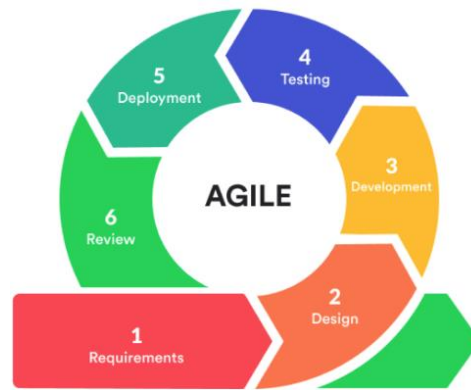 AGILE
1
Requirements
2
Design
3
Development
4
Testing
5
Deployment
6
Review